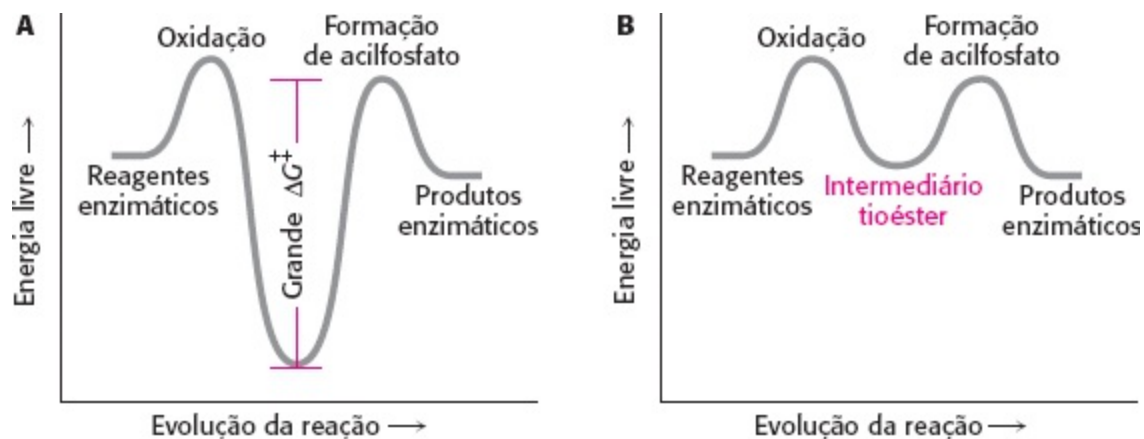 A
Oxidação
Formação
de acilfosfato
Energia livre →
Reagentes
enzimáticos
Grande ΔG‡
Produtos
enzimáticos
Evolução da reação →
B
Oxidação
Formação
de acilfosfato
Energia livre →
Reagentes
enzimáticos
Intermediário
tioéster
Produtos
enzimáticos
Evolução da reação →